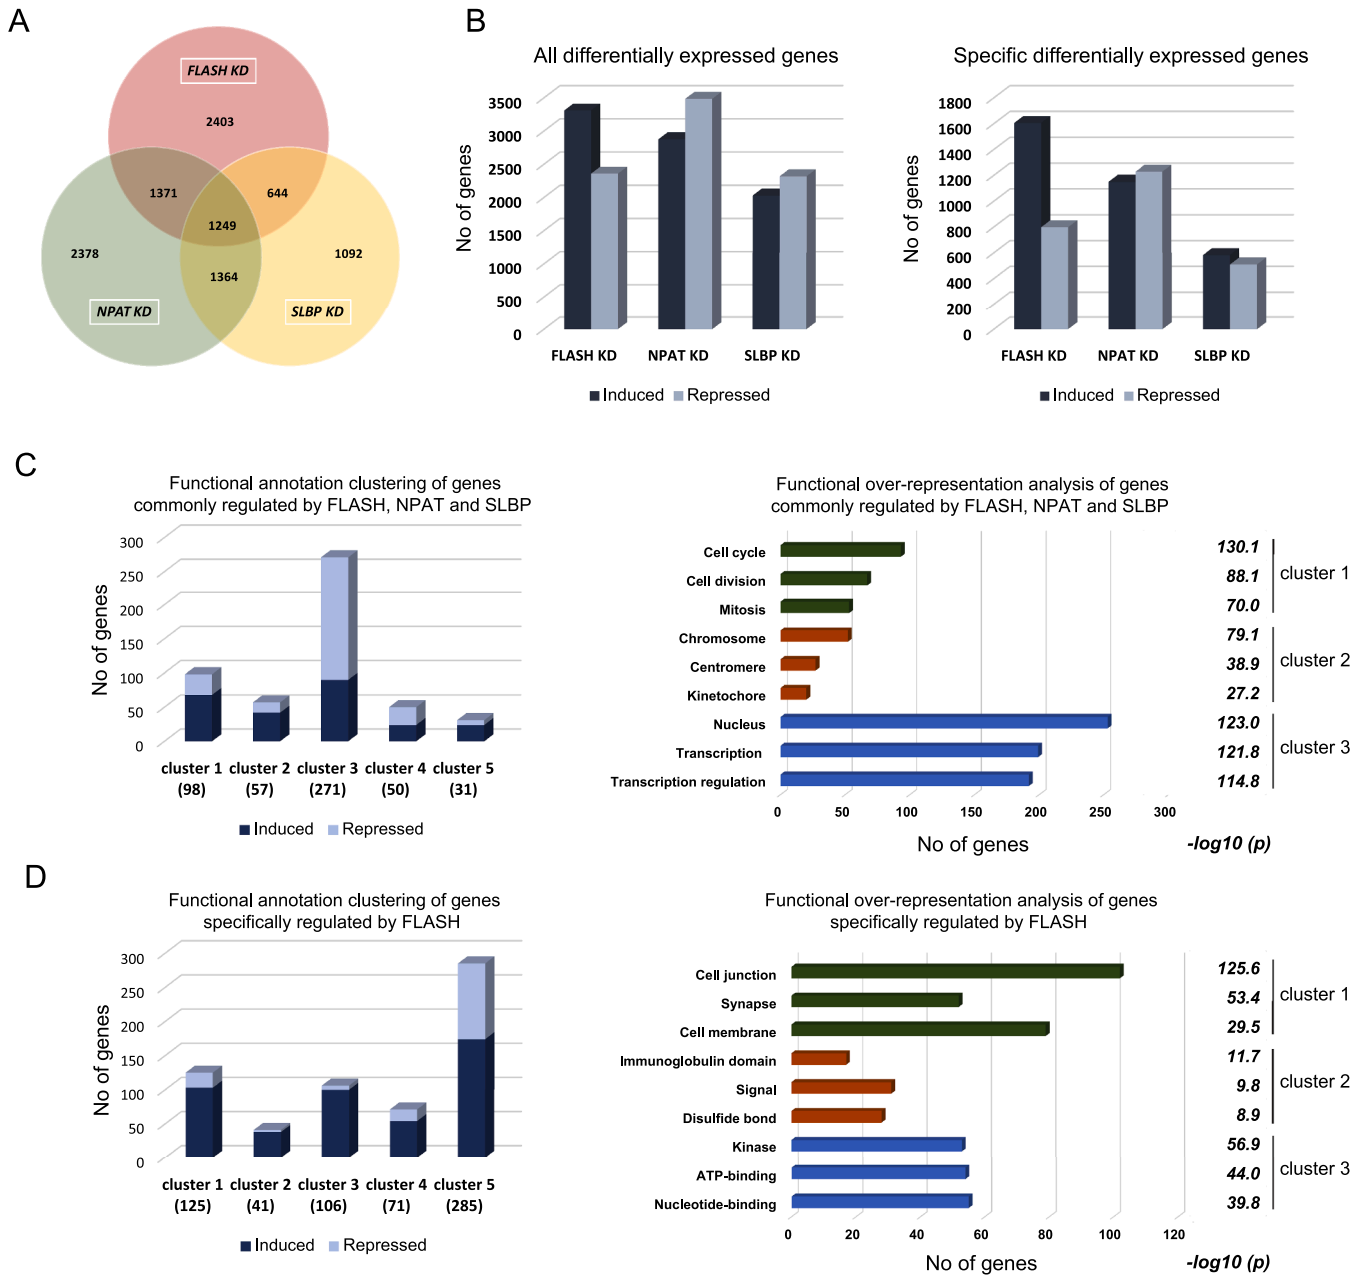 A
FLASH KD
2403
1371
644
1249
2378
1364
1092
NPAT KD
SLBP KD
B
All differentially expressed genes
No of genes
3500
3000
2500
2000
1500
1000
500
0
FLASH KD NPAT KD SLBP KD
Induced Repressed
Specific differentially expressed genes
No of genes
1800
1600
1400
1200
1000
800
600
400
200
0
FLASH KD NPAT KD SLBP KD
Induced Repressed
C
Functional annotation clustering of genes
commonly regulated by FLASH, NPAT and SLBP
No of genes
300
250
200
150
100
50
0
cluster 1 cluster 2 cluster 3 cluster 4 cluster 5
(98) (57) (271) (50) (31)
Induced Repressed
Functional over-representation analysis of genes
commonly regulated by FLASH, NPAT and SLBP
Cell cycle 130.1
Cell division 88.1 cluster 1
Mitosis 70.0
Chromosome 79.1
Centromere 38.9 cluster 2
Kinetochore 27.2
Nucleus 123.0
Transcription 121.8 cluster 3
Transcription regulation 114.8
0 50 100 150 200 250 300
No of genes -log10 (p)
D
Functional annotation clustering of genes
specifically regulated by FLASH
No of genes
300
250
200
150
100
50
0
cluster 1 cluster 2 cluster 3 cluster 4 cluster 5
(125) (41) (106) (71) (285)
Induced Repressed
Functional over-representation analysis of genes
specifically regulated by FLASH
Cell junction 125.6
Synapse 53.4 cluster 1
Cell membrane 29.5
Immunoglobulin domain 11.7
Signal 9.8 cluster 2
Disulfide bond 8.9
Kinase 56.9
ATP-binding 44.0 cluster 3
Nucleotide-binding 39.8
0 20 40 60 80 100 120
No of genes -log10 (p)